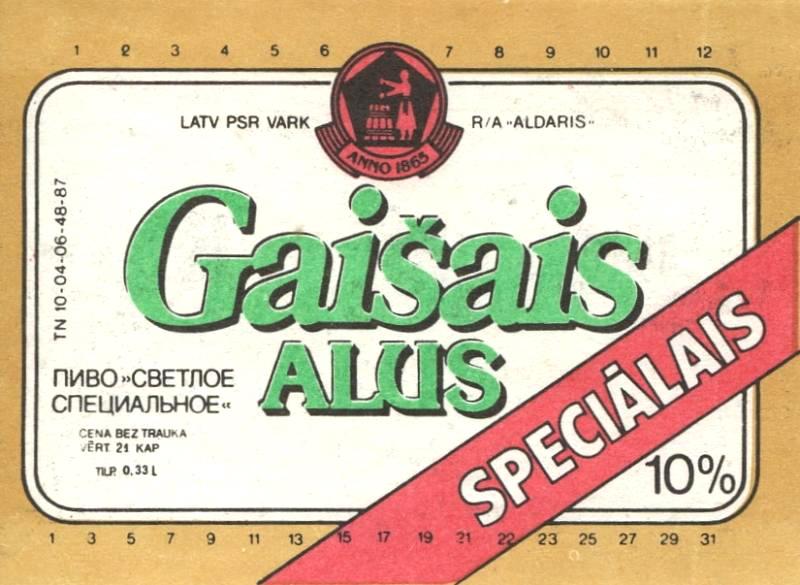 1 2 3 4 5 6 7 8 9 10 11 12
LATV PSR VARK R/A „ALDARIS“
ANNO 1865
TN 10-04-06-48-87
Gaišais
ALUS
ПИВО»СВЕТЛОЕ
СПЕЦИАЛЬНОЕ«
CENA BEZ TRAUKA
VĒRT. 21 KAP
TILP. 0,33 L
SPECIĀLAIS
10%
1 3 5 7 9 11 13 15 17 19 21 22 23 25 27 29 31